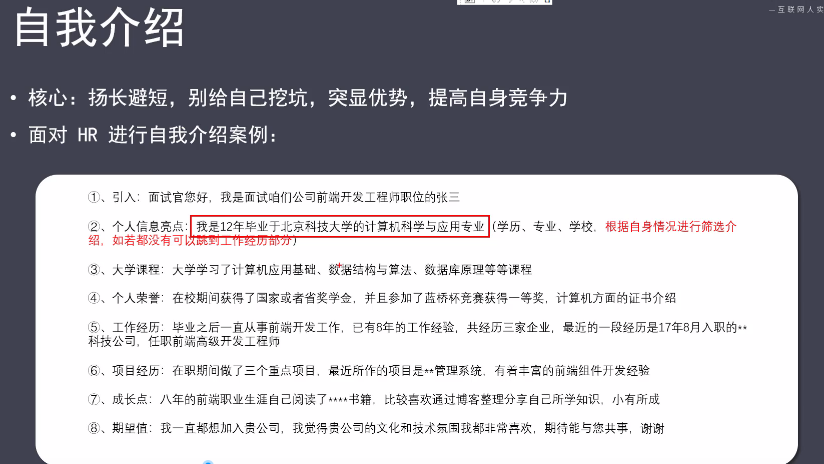 自我介绍
—互联网人实
• 核心：扬长避短，别给自己挖坑，突显优势，提高自身竞争力
• 面对 HR 进行自我介绍案例：
①、引入：面试官您好，我是面试咱们公司前端开发工程师职位的张三
②、个人信息亮点：我是12年毕业于北京科技大学的计算机科学与应用专业（学历、专业、学校，根据自身情况进行筛选介
绍，如若都没有可以跳到工作经历部分）
③、大学课程：大学学习了计算机应用基础、数据结构与算法、数据库原理等等课程
④、个人荣誉：在校期间获得了国家或者省奖学金，并且参加了蓝桥杯竞赛获得一等奖，计算机方面的证书介绍
⑤、工作经历：毕业之后一直从事前端开发工作，已有8年的工作经验，共经历三家企业，最近的一段经历是17年8月入职的**
科技公司，任职前端高级开发工程师
⑥、项目经历：在职期间做了三个重点项目，最近所作的项目是**管理系统，有着丰富的前端组件开发经验
⑦、成长点：八年的前端职业生涯自己阅读了****书籍，比较喜欢通过博客整理分享自己所学知识，小有所成
⑧、期望值：我一直都想加入贵公司，我觉得贵公司的文化和技术氛围我都非常喜欢，期待能与您共事，谢谢